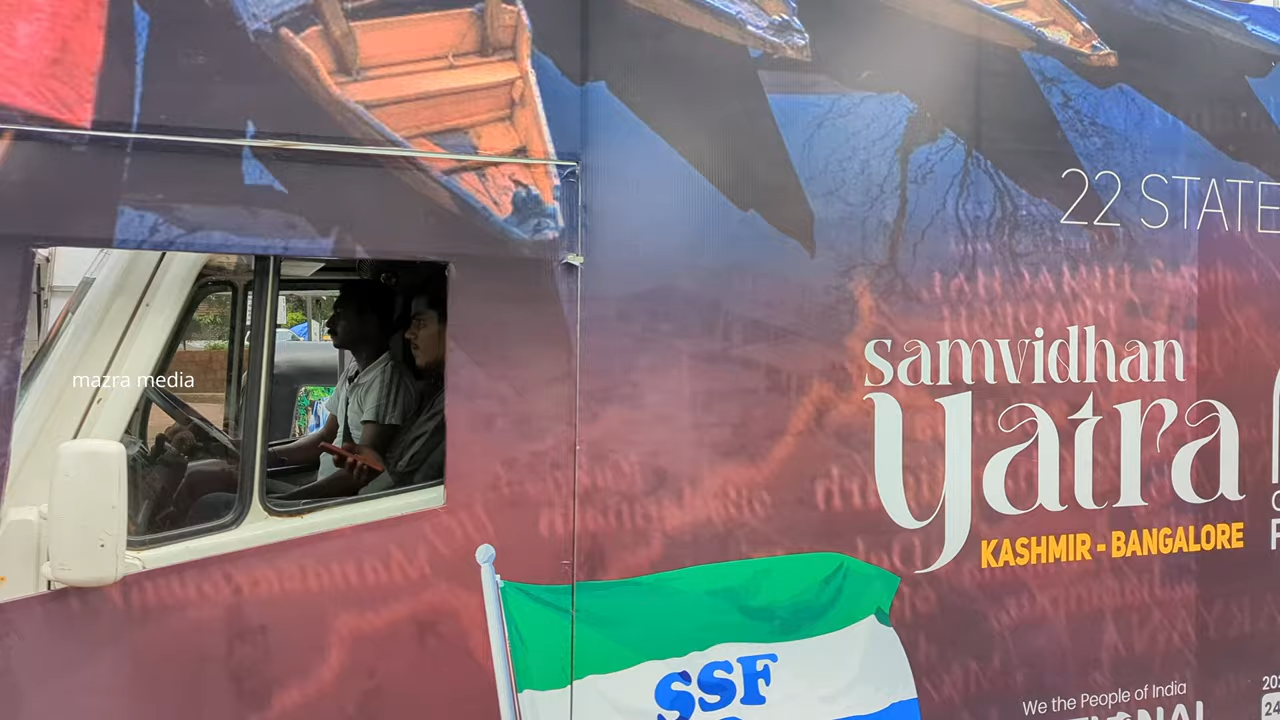 22 STATE
samvidhan
yatra
KASHMIR - BANGALORE
mazra media
SSF
We the People of India